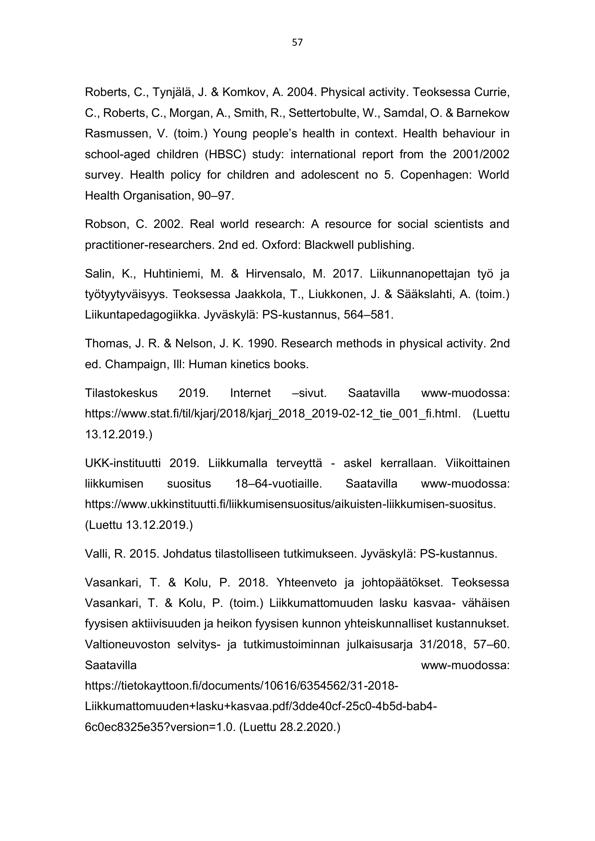 57
Roberts, C., Tynjälä, J. & Komkov, A. 2004. Physical activity. Teoksessa Currie,
C., Roberts, C., Morgan, A., Smith, R., Settertobulte, W., Samdal, O. & Barnekow
Rasmussen, V. (toim.) Young people’s health in context. Health behaviour in
school-aged children (HBSC) study: international report from the 2001/2002
survey. Health policy for children and adolescent no 5. Copenhagen: World
Health Organisation, 90–97.
Robson, C. 2002. Real world research: A resource for social scientists and
practitioner-researchers. 2nd ed. Oxford: Blackwell publishing.
Salin, K., Huhtiniemi, M. & Hirvensalo, M. 2017. Liikunnanopettajan työ ja
työtyytyväisyys. Teoksessa Jaakkola, T., Liukkonen, J. & Sääkslahti, A. (toim.)
Liikuntapedagogiikka. Jyväskylä: PS-kustannus, 564–581.
Thomas, J. R. & Nelson, J. K. 1990. Research methods in physical activity. 2nd
ed. Champaign, Ill: Human kinetics books.
Tilastokeskus 2019. Internet –sivut. Saatavilla www-muodossa:
https://www.stat.fi/til/kjarj/2018/kjarj_2018_2019-02-12_tie_001_fi.html. (Luettu
13.12.2019.)
UKK-instituutti 2019. Liikkumalla terveyttä - askel kerrallaan. Viikoittainen
liikkumisen suositus 18–64-vuotiaille. Saatavilla www-muodossa:
https://www.ukkinstituutti.fi/liikkumisensuositus/aikuisten-liikkumisen-suositus.
(Luettu 13.12.2019.)
Valli, R. 2015. Johdatus tilastolliseen tutkimukseen. Jyväskylä: PS-kustannus.
Vasankari, T. & Kolu, P. 2018. Yhteenveto ja johtopäätökset. Teoksessa
Vasankari, T. & Kolu, P. (toim.) Liikkumattomuuden lasku kasvaa- vähäisen
fyysisen aktiivisuuden ja heikon fyysisen kunnon yhteiskunnalliset kustannukset.
Valtioneuvoston selvitys- ja tutkimustoiminnan julkaisusarja 31/2018, 57–60.
Saatavilla www-muodossa:
https://tietokayttoon.fi/documents/10616/6354562/31-2018-
Liikkumattomuuden+lasku+kasvaa.pdf/3dde40cf-25c0-4b5d-bab4-
6c0ec8325e35?version=1.0. (Luettu 28.2.2020.)